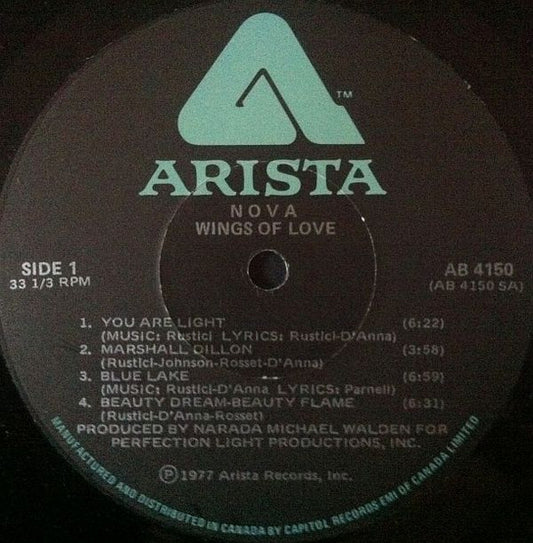 TM
ARISTA
NOVA
WINGS OF LOVE
SIDE 1
33 1/3 RPM
AB 4150
(AB 4150 SA)
1. YOU ARE LIGHT (6:22)
(MUSIC: Rustici LYRICS: Rustici-D'Anna)
2. MARSHALL DILLON (3:58)
(Rustici-Johnson-Rosset-D'Anna)
3. BLUE LAKE (6:59)
(MUSIC: Rustici-D'Anna LYRICS: Parnell)
4. BEAUTY DREAM-BEAUTY FLAME (6:31)
(Rustici-D'Anna-Rosset)
PRODUCED BY NARADA MICHAEL WALDEN FOR
PERFECTION LIGHT PRODUCTIONS, INC.
Ⓟ 1977 Arista Records, Inc.
MANUFACTURED AND DISTRIBUTED IN CANADA BY CAPITOL RECORDS EMI OF CANADA LIMITED